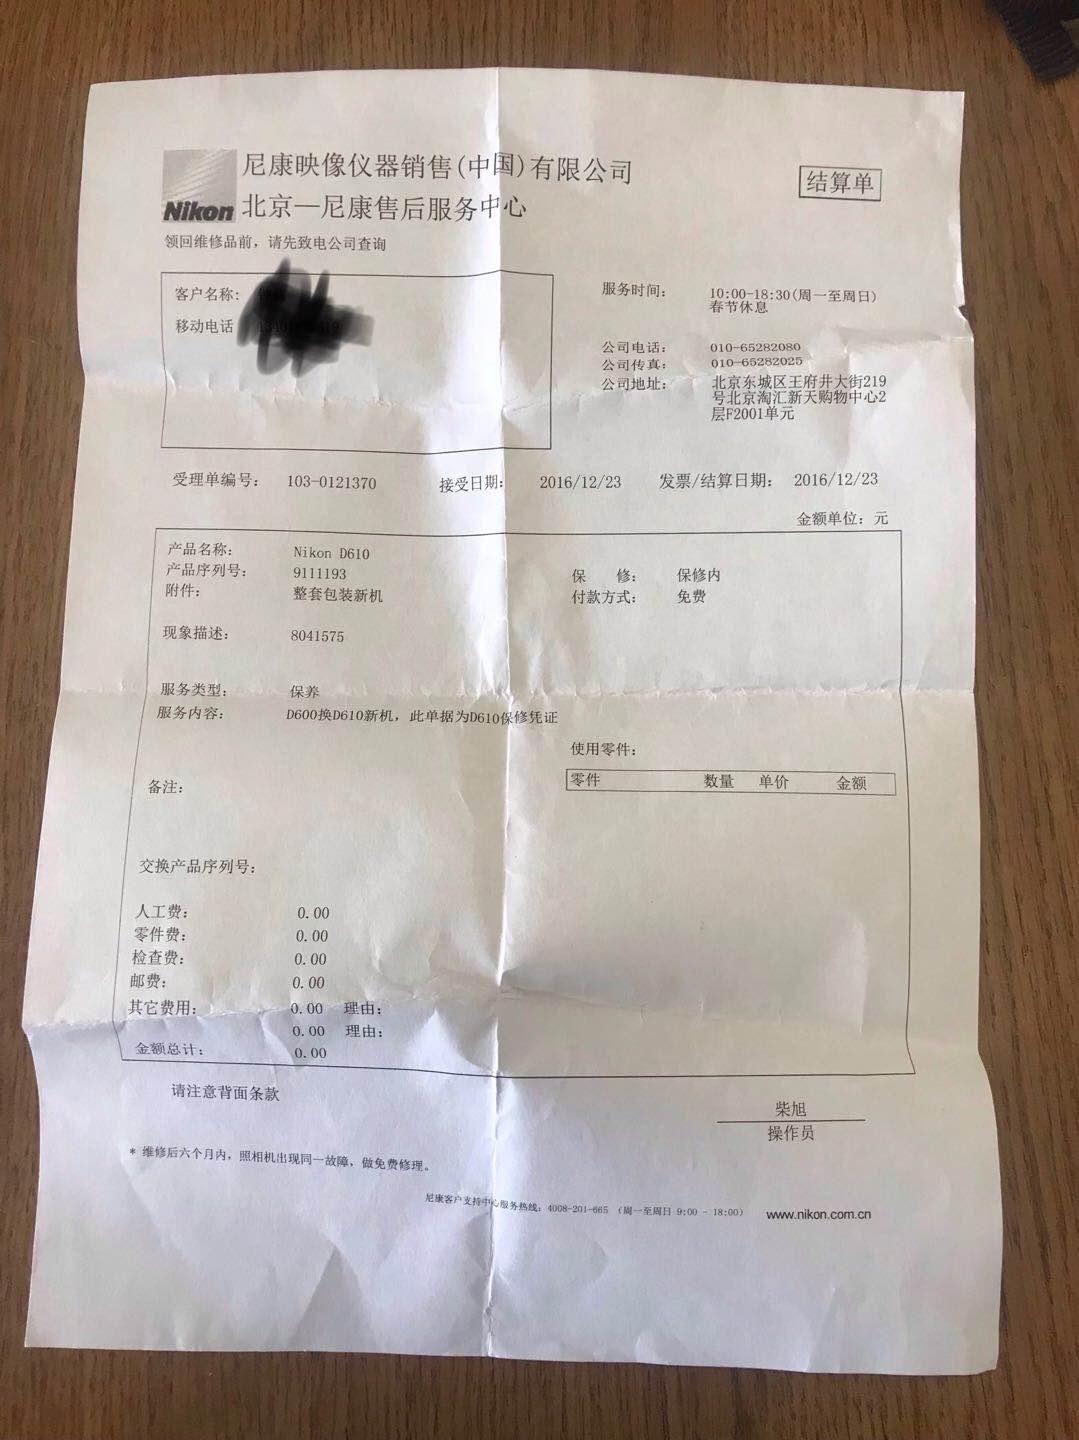 尼康映像仪器销售(中国)有限公司
结算单
Nikon 北京—尼康售后服务中心
领回维修品前，请先致电公司查询
客户名称:
移动电话
服务时间: 10:00-18:30(周一至周日)
春节休息
公司电话: 010-65282080
公司传真: 010-65282025
公司地址: 北京东城区王府井大街219
号北京淘汇新天购物中心2
层F2001单元
受理单编号: 103-0121370 接受日期: 2016/12/23 发票/结算日期: 2016/12/23
金额单位: 元
产品名称: Nikon D610
产品序列号: 9111193
附件: 整套包装新机
保 修: 保修内
付款方式: 免费
现象描述: 8041575
服务类型: 保养
服务内容: D600换D610新机，此单据为D610保修凭证
使用零件:
零件 数量 单价 金额
备注:
交换产品序列号:
人工费: 0.00
零件费: 0.00
检查费: 0.00
邮费: 0.00
其它费用: 0.00 理由:
0.00 理由:
金额总计: 0.00
请注意背面条款
柴旭
操作员
* 维修后六个月内，照相机出现同一故障，做免费修理。
尼康客户支持中心服务热线: 4008-201-665 (周一至周日 9:00 - 18:00) www.nikon.com.cn